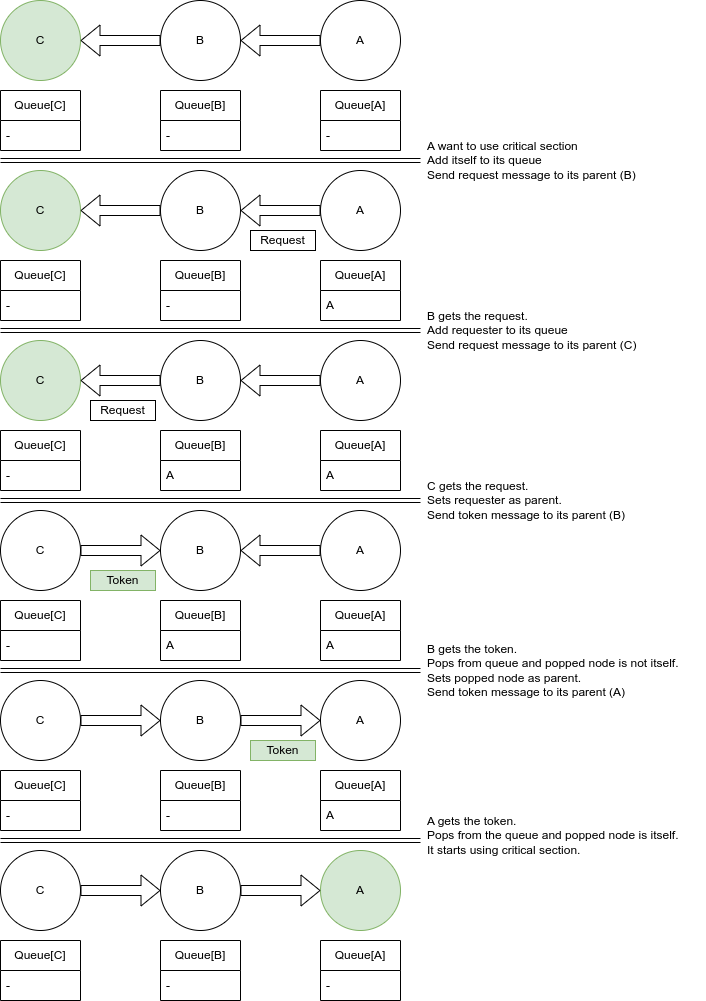 C B A
Queue[C] Queue[B] Queue[A]
- - -
A want to use critical section
Add itself to its queue
Send request message to its parent (B)
C B A
Request
Queue[C] Queue[B] Queue[A]
- - A
B gets the request.
Add requester to its queue
Send request message to its parent (C)
C B A
Request
Queue[C] Queue[B] Queue[A]
- A A
C gets the request.
Sets requester as parent.
Send token message to its parent (B)
C B A
Token
Queue[C] Queue[B] Queue[A]
- A A
B gets the token.
Pops from queue and popped node is not itself.
Sets popped node as parent.
Send token message to its parent (A)
C B A
Token
Queue[C] Queue[B] Queue[A]
- - A
A gets the token.
Pops from the queue and popped node is itself.
It starts using critical section.
C B A
Queue[C] Queue[B] Queue[A]
- - -